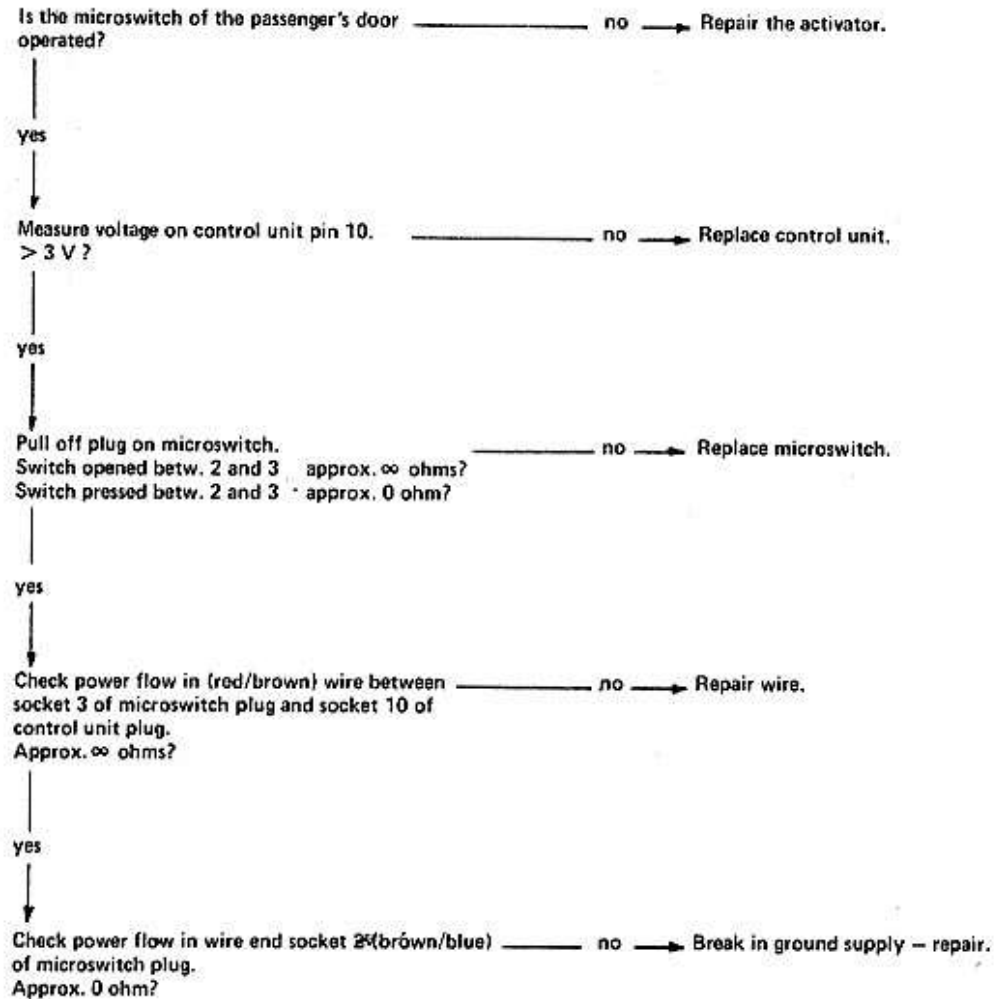 Is the microswitch of the passenger's door no Repair the activator.
operated?
yes
Measure voltage on control unit pin 10. no Replace control unit.
> 3 V ?
yes
Pull off plug on microswitch. no Replace microswitch.
Switch opened betw. 2 and 3 approx. ∞ ohms?
Switch pressed betw. 2 and 3 approx. 0 ohm?
yes
Check power flow in (red/brown) wire between no Repair wire.
socket 3 of microswitch plug and socket 10 of
control unit plug.
Approx. ∞ ohms?
yes
Check power flow in wire end socket 2 (brown/blue) no Break in ground supply — repair.
of microswitch plug.
Approx. 0 ohm?